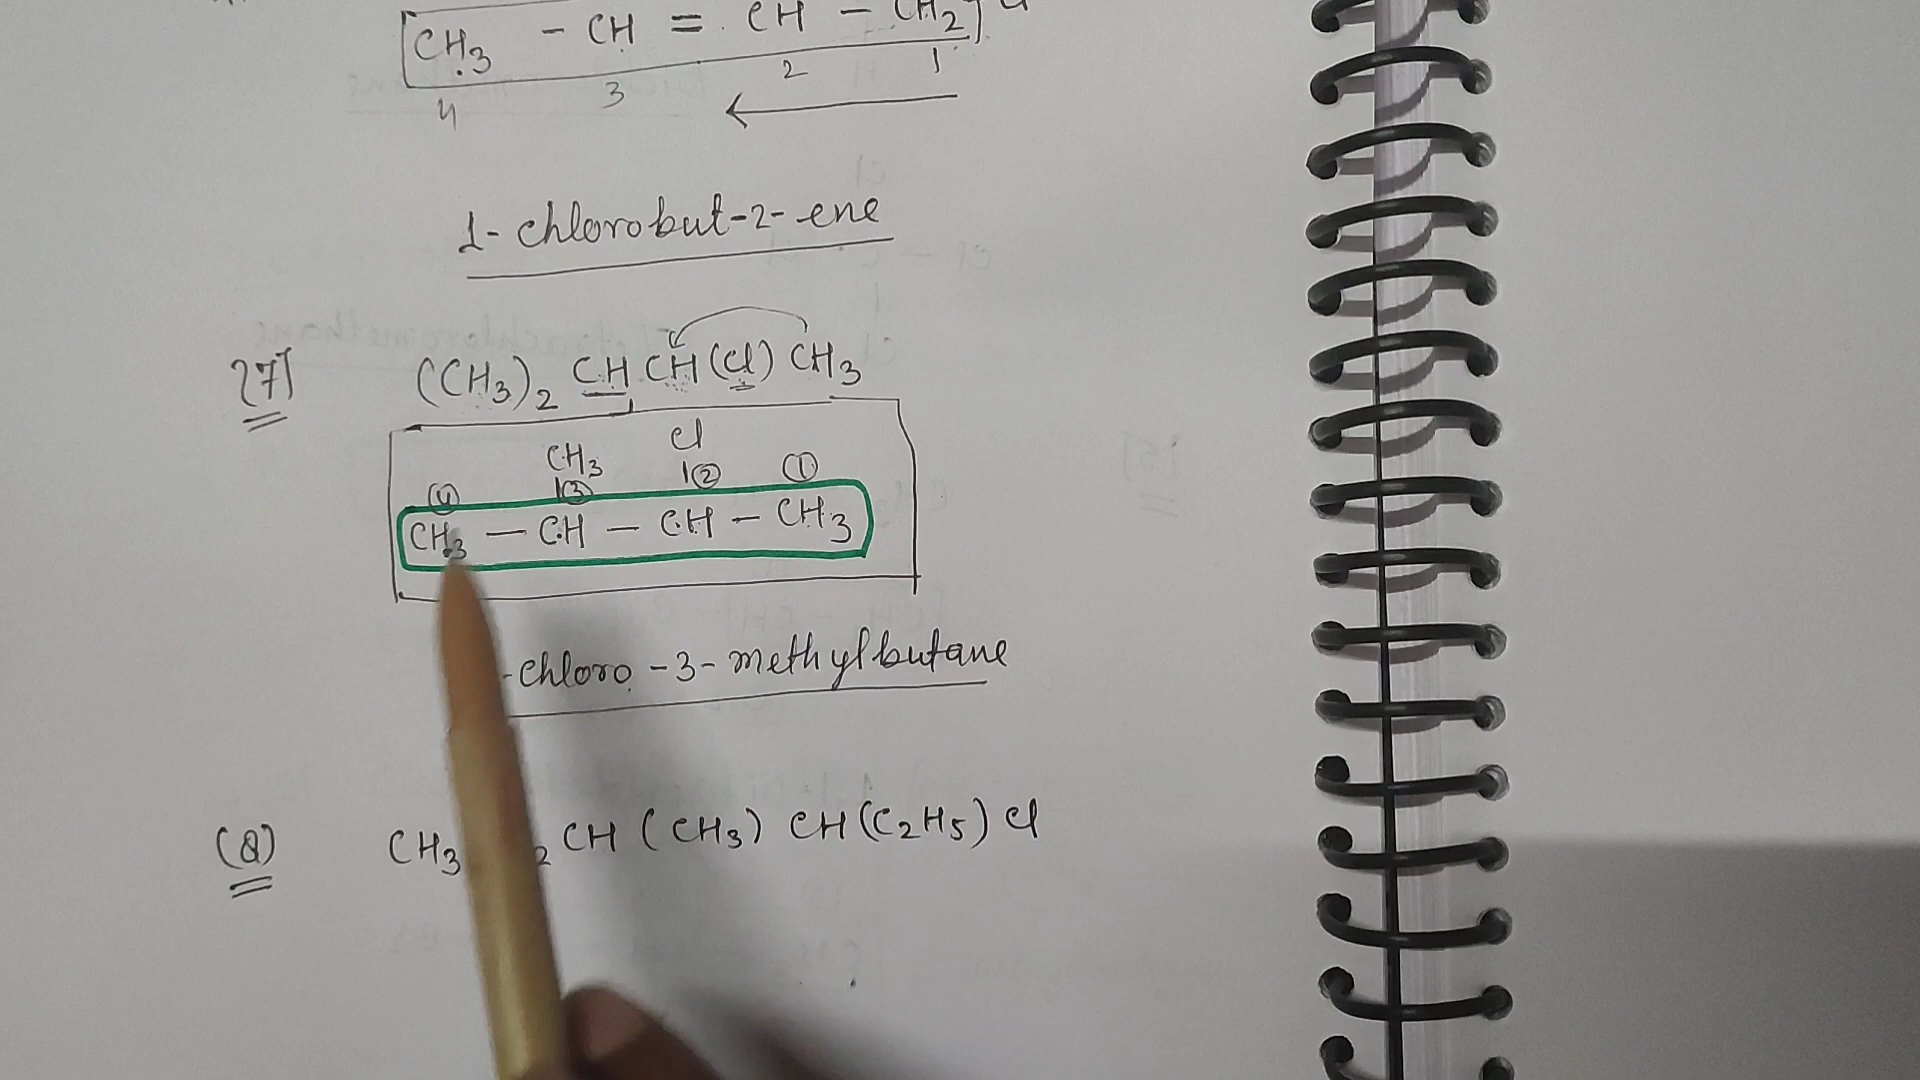 CH3 - CH = CH - CH2
4 3 2 1
1-chlorobut-2-ene
[7] (CH3)2 CH CH (Cl) CH3
CH3 Cl
4 3 2 1
CH3 - CH - CH - CH3
-chloro-3-methylbutane
(8) CH3 2 CH (CH3) CH (C2H5) Cl